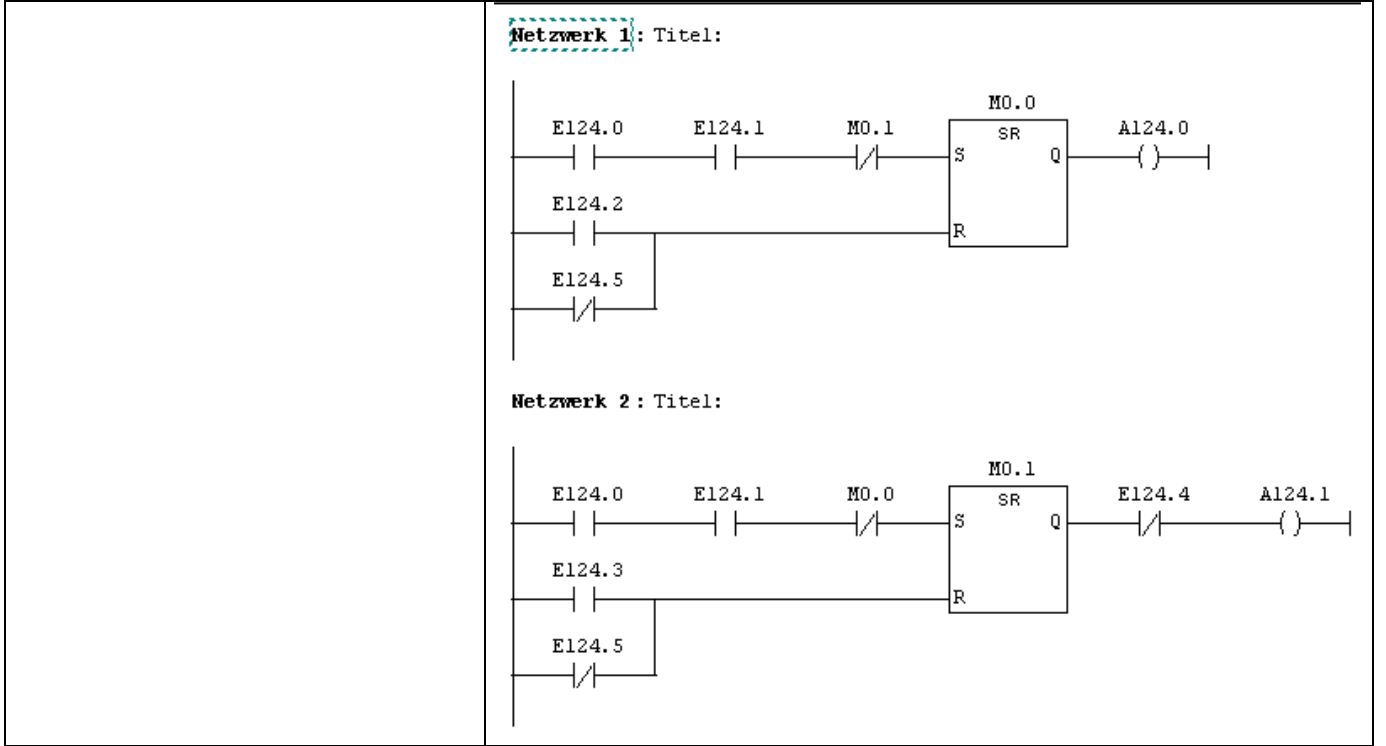 Netzwerk 1: Titel:
M0.0
E124.0 E124.1 M0.1 SR A124.0
S Q
E124.2
R
E124.5
Netzwerk 2: Titel:
M0.1
E124.0 E124.1 M0.0 SR E124.4 A124.1
S Q
E124.3
R
E124.5